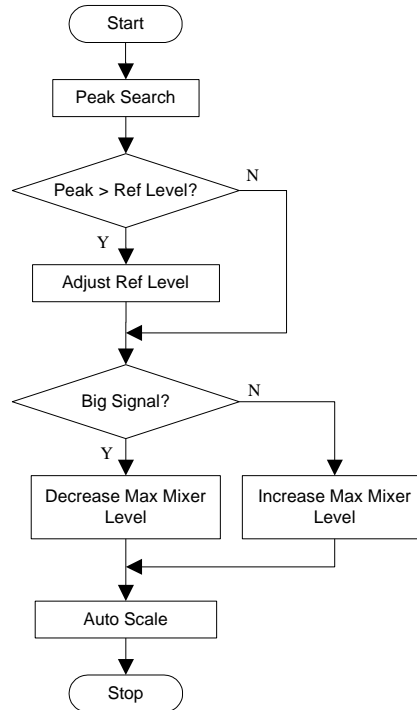 Start
Peak Search
Peak > Ref Level?
N
Y
Adjust Ref Level
Big Signal?
N
Y
Decrease Max Mixer
Level
Increase Max Mixer
Level
Auto Scale
Stop